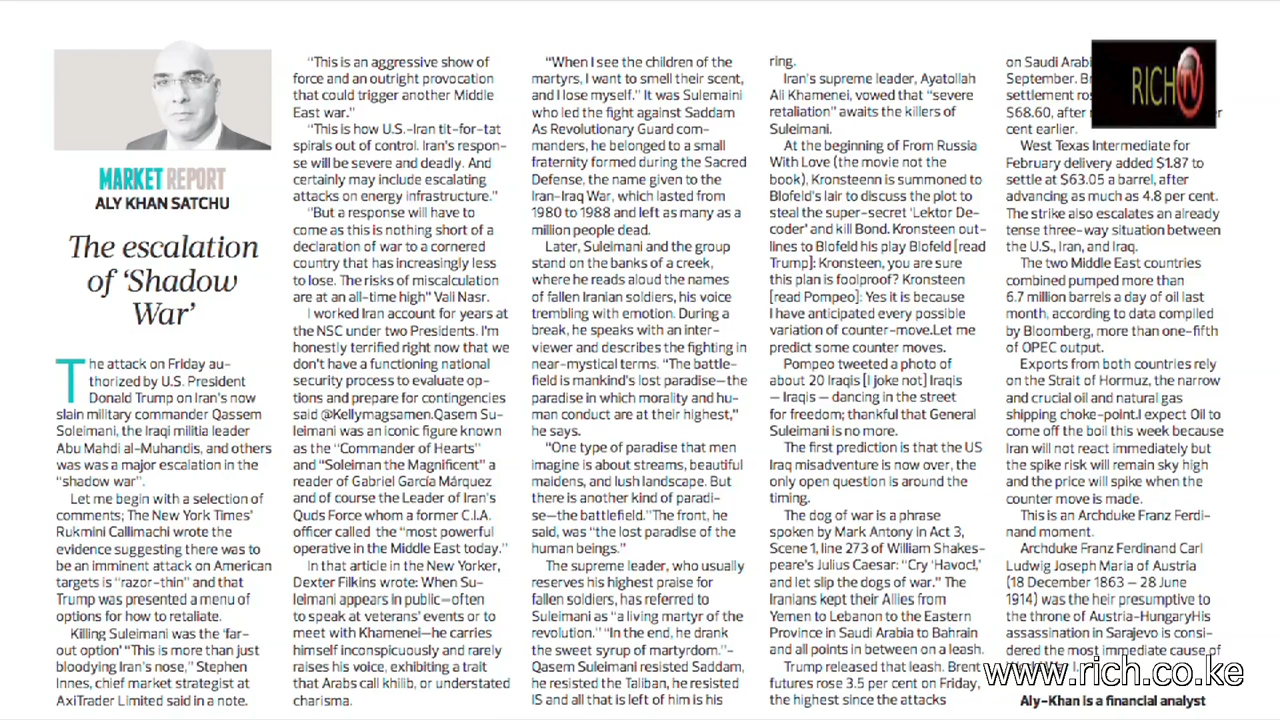 MARKET REPORT
ALY KHAN SATCHU
The escalation
of ‘Shadow
War’
The attack on Friday au-
thorized by U.S. President
Donald Trump on Iran's now
slain military commander Qassem
Soleimani, the Iraqi militia leader
Abu Mahdi al-Muhandis, and others
was was a major escalation in the
“shadow war”.
Let me begin with a selection of
comments; The New York Times'
Rukmini Callimachi wrote the
evidence suggesting there was to
be an imminent attack on American
targets is “razor-thin” and that
Trump was presented a menu of
options for how to retaliate.
Killing Suleimani was the ‘far-
out option’ “This is more than just
bloodying Iran's nose,” Stephen
Innes, chief market strategist at
AxiTrader Limited said in a note.
“This is an aggressive show of
force and an outright provocation
that could trigger another Middle
East war.”
“This is how U.S.-Iran tit-for-tat
spirals out of control. Iran's respon-
se will be severe and deadly. And
certainly may include escalating
attacks on energy infrastructure.”
“But a response will have to
come as this is nothing short of a
declaration of war to a cornered
country that has increasingly less
to lose. The risks of miscalculation
are at an all-time high” Vali Nasr.
I worked Iran account for years at
the NSC under two Presidents. I'm
honestly terrified right now that we
don't have a functioning national
security process to evaluate op-
tions and prepare for contingencies
said @Kellymagsamen.Qasem Su-
leimani was an iconic figure known
as the “Commander of Hearts”
and “Soleiman the Magnificent” a
reader of Gabriel García Márquez
and of course the Leader of Iran's
Quds Force whom a former C.I.A.
officer called the “most powerful
operative in the Middle East today.”
In that article in the New Yorker,
Dexter Filkins wrote: When Su-
leimani appears in public—often
to speak at veterans' events or to
meet with Khamenei—he carries
himself inconspicuously and rarely
raises his voice, exhibiting a trait
that Arabs call khilib, or understated
charisma.
“When I see the children of the
martyrs, I want to smell their scent,
and I lose myself.” It was Sulemaini
who led the fight against Saddam
As Revolutionary Guard com-
manders, he belonged to a small
fraternity formed during the Sacred
Defense, the name given to the
Iran-Iraq War, which lasted from
1980 to 1988 and left as many as a
million people dead.
Later, Suleimani and the group
stand on the banks of a creek,
where he reads aloud the names
of fallen Iranian soldiers, his voice
trembling with emotion. During a
break, he speaks with an inter-
viewer and describes the fighting in
near-mystical terms. “The battle-
field is mankind's lost paradise—the
paradise in which morality and hu-
man conduct are at their highest,”
he says.
“One type of paradise that men
imagine is about streams, beautiful
maidens, and lush landscape. But
there is another kind of paradi-
se—the battlefield.”The front, he
said, was “the lost paradise of the
human beings.”
The supreme leader, who usually
reserves his highest praise for
fallen soldiers, has referred to
Suleimani as “a living martyr of the
revolution.” “In the end, he drank
the sweet syrup of martyrdom.”-
Qasem Suleimani resisted Saddam,
he resisted the Taliban, he resisted
IS and all that is left of him is his
ring.
Iran's supreme leader, Ayatollah
Ali Khamenei, vowed that “severe
retaliation” awaits the killers of
Suleimani.
At the beginning of From Russia
With Love (the movie not the
book), Kronsteenn is summoned to
Blofeld's lair to discuss the plot to
steal the super-secret ‘Lektor De-
coder’ and kill Bond. Kronsteen out-
lines to Blofeld his play Blofeld [read
Trump]: Kronsteen, you are sure
this plan is foolproof? Kronsteen
[read Pompeo]: Yes it is because
I have anticipated every possible
variation of counter-move.Let me
predict some counter moves.
Pompeo tweeted a photo of
about 20 Iraqis [I joke not] Iraqis
— Iraqis — dancing in the street
for freedom; thankful that General
Suleimani is no more.
The first prediction is that the US
Iraq misadventure is now over, the
only open question is around the
timing.
The dog of war is a phrase
spoken by Mark Antony in Act 3,
Scene 1, line 273 of William Shakes-
peare's Julius Caesar: “Cry ‘Havoc!,’
and let slip the dogs of war.” The
Iranians kept their Allies from
Yemen to Lebanon to the Eastern
Province in Saudi Arabia to Bahrain
and all points in between on a leash.
Trump released that leash. Brent
futures rose 3.5 per cent on Friday,
the highest since the attacks
on Saudi Arabi
September. Br
settlement ros
$68.60, after
cent earlier.
West Texas Intermediate for
February delivery added $1.87 to
settle at $63.05 a barrel, after
advancing as much as 4.8 per cent.
The strike also escalates an already
tense three-way situation between
the U.S., Iran, and Iraq.
The two Middle East countries
combined pumped more than
6.7 million barrels a day of oil last
month, according to data compiled
by Bloomberg, more than one-fifth
of OPEC output.
Exports from both countries rely
on the Strait of Hormuz, the narrow
and crucial oil and natural gas
shipping choke-point.I expect Oil to
come off the boil this week because
Iran will not react immediately but
the spike risk will remain sky high
and the price will spike when the
counter move is made.
This is an Archduke Franz Ferdi-
nand moment.
Archduke Franz Ferdinand Carl
Ludwig Joseph Maria of Austria
(18 December 1863 – 28 June
1914) was the heir presumptive to
the throne of Austria-HungaryHis
assassination in Sarajevo is consi-
dered the most immediate cause of
Aly-Khan is a financial analyst
RICH TV
www.rich.co.ke